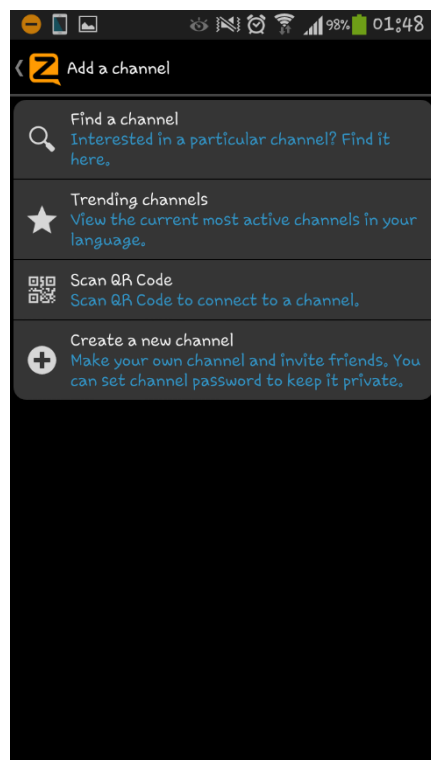 98% 01:48
Add a channel
Find a channel
Interested in a particular channel? Find it
here.
Trending channels
View the current most active channels in your
language.
Scan QR Code
Scan QR Code to connect to a channel.
Create a new channel
Make your own channel and invite friends. You
can set channel password to keep it private.